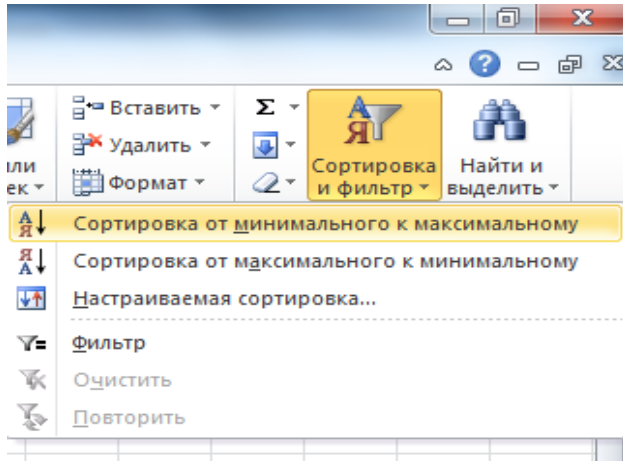 Вставить
Удалить
Формат
Σ
Сортировка и фильтр
Найти и выделить
Сортировка от минимального к максимальному
Сортировка от максимального к минимальному
Настраиваемая сортировка...
Фильтр
Очистить
Повторить